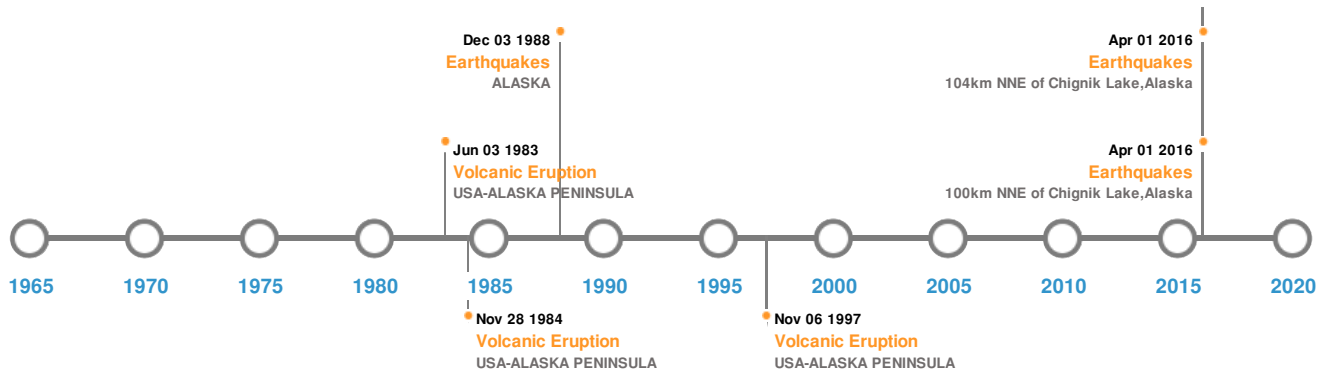 Dec 03 1988
Earthquakes
ALASKA
Apr 01 2016
Earthquakes
104km NNE of Chignik Lake,Alaska
Jun 03 1983
Volcanic Eruption
USA-ALASKA PENINSULA
Apr 01 2016
Earthquakes
100km NNE of Chignik Lake,Alaska
1965 1970 1975 1980 1985 1990 1995 2000 2005 2010 2015 2020
Nov 28 1984
Volcanic Eruption
USA-ALASKA PENINSULA
Nov 06 1997
Volcanic Eruption
USA-ALASKA PENINSULA